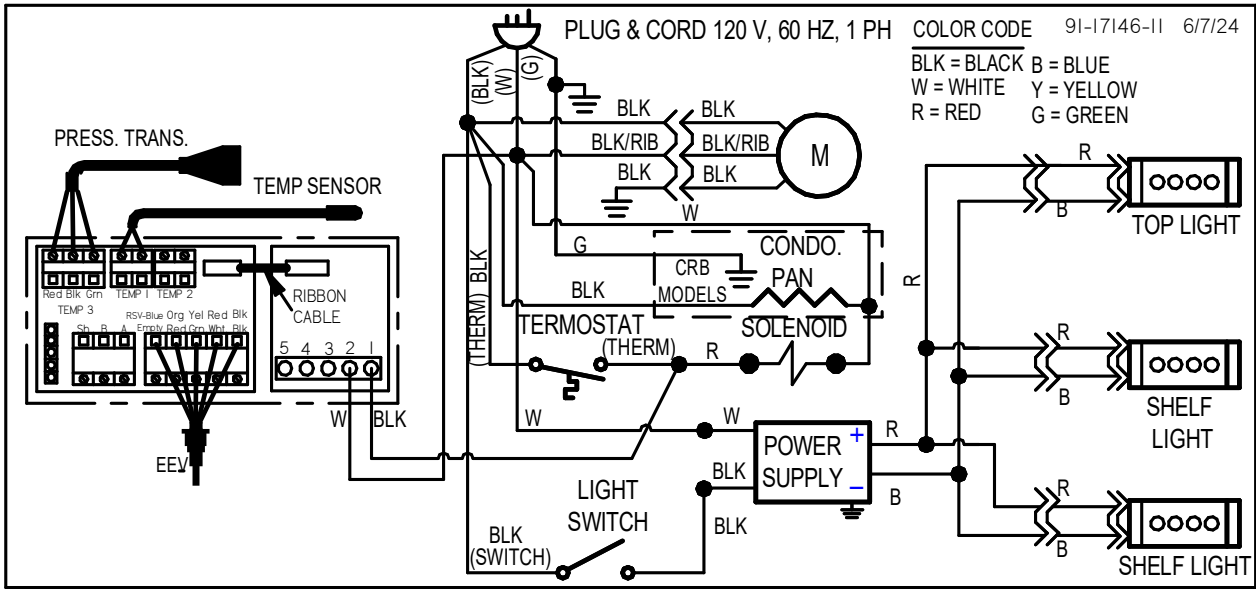 PLUG & CORD 120 V, 60 HZ, 1 PH
COLOR CODE
91-17146-11 6/7/24
BLK = BLACK
B = BLUE
W = WHITE
Y = YELLOW
R = RED
G = GREEN
(BLK)
(W)
(G)
BLK
BLK
BLK/RIB
BLK/RIB
BLK
BLK
M
W
PRESS. TRANS.
TEMP SENSOR
Red Blk Grn
TEMP 1
TEMP 2
TEMP 3
RIBBON
CABLE
RSV-Blue Org Yel Red Blk
Empty Red Grn Wht Blk
Sh B A
5 4 3 2 1
W
BLK
EEV
(THERM) BLK
G
CONDO.
PAN
CRB
MODELS
BLK
TERMOSTAT
(THERM)
R
SOLENOID
W
W
POWER
SUPPLY
+
–
R
B
BLK
BLK
LIGHT
SWITCH
BLK
(SWITCH)
R
R
B
TOP LIGHT
R
B
SHELF
LIGHT
R
B
SHELF LIGHT